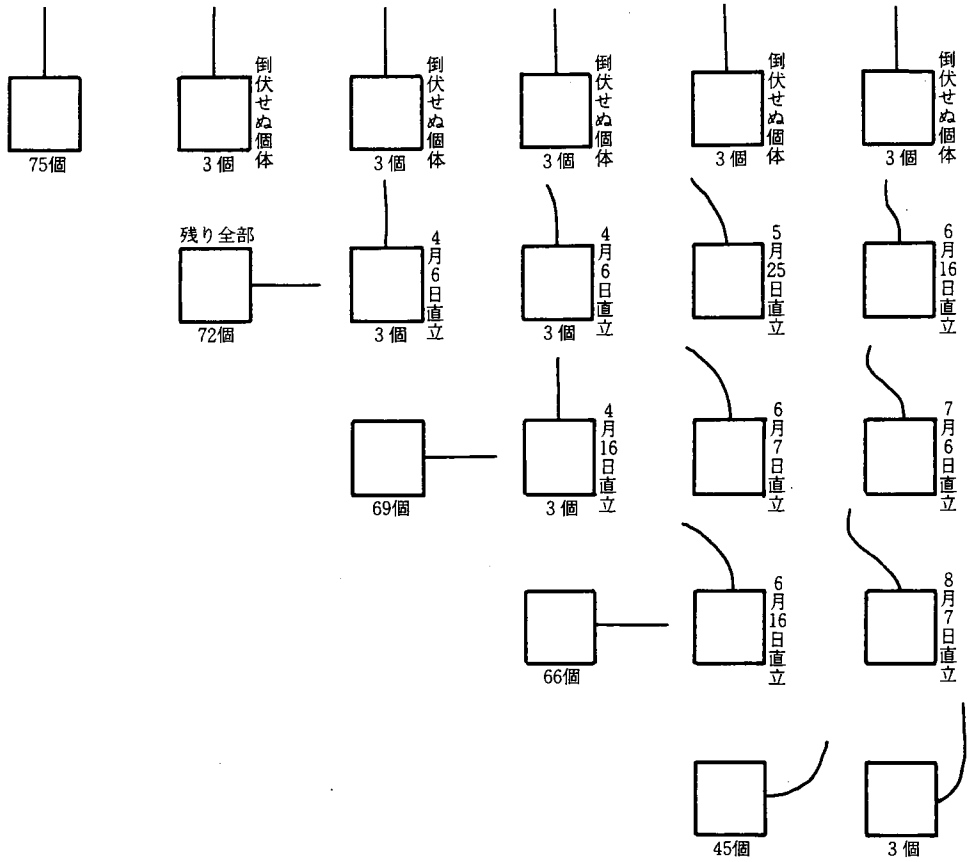 75個
3個
倒伏せぬ個体
3個
倒伏せぬ個体
3個
倒伏せぬ個体
3個
倒伏せぬ個体
3個
倒伏せぬ個体
残り全部
72個
3個
4月6日直立
3個
4月6日直立
5月25日直立
6月16日直立
69個
3個
4月16日直立
6月7日直立
7月6日直立
66個
6月16日直立
8月7日直立
45個
3個